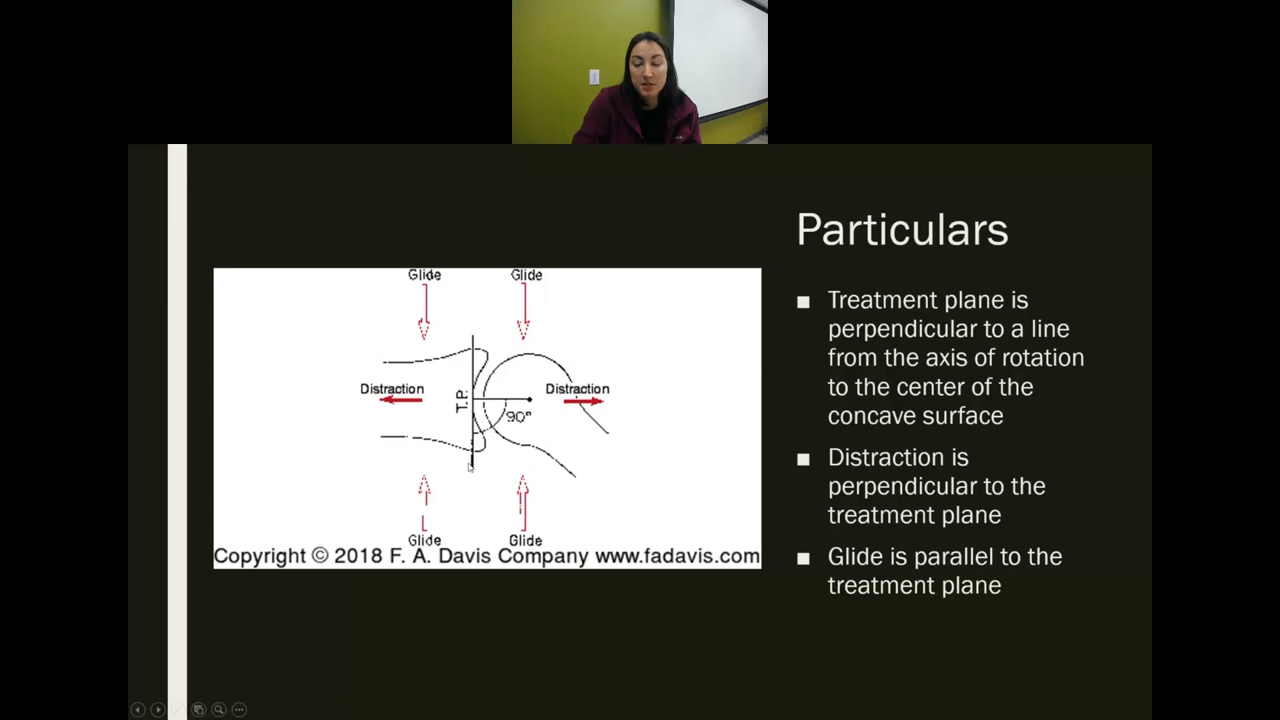 Particulars
Glide Glide
Distraction Distraction
T.P.
90°
Glide Glide
Copyright © 2018 F. A. Davis Company www.fadavis.com
■ Treatment plane is
perpendicular to a line
from the axis of rotation
to the center of the
concave surface
■ Distraction is
perpendicular to the
treatment plane
■ Glide is parallel to the
treatment plane